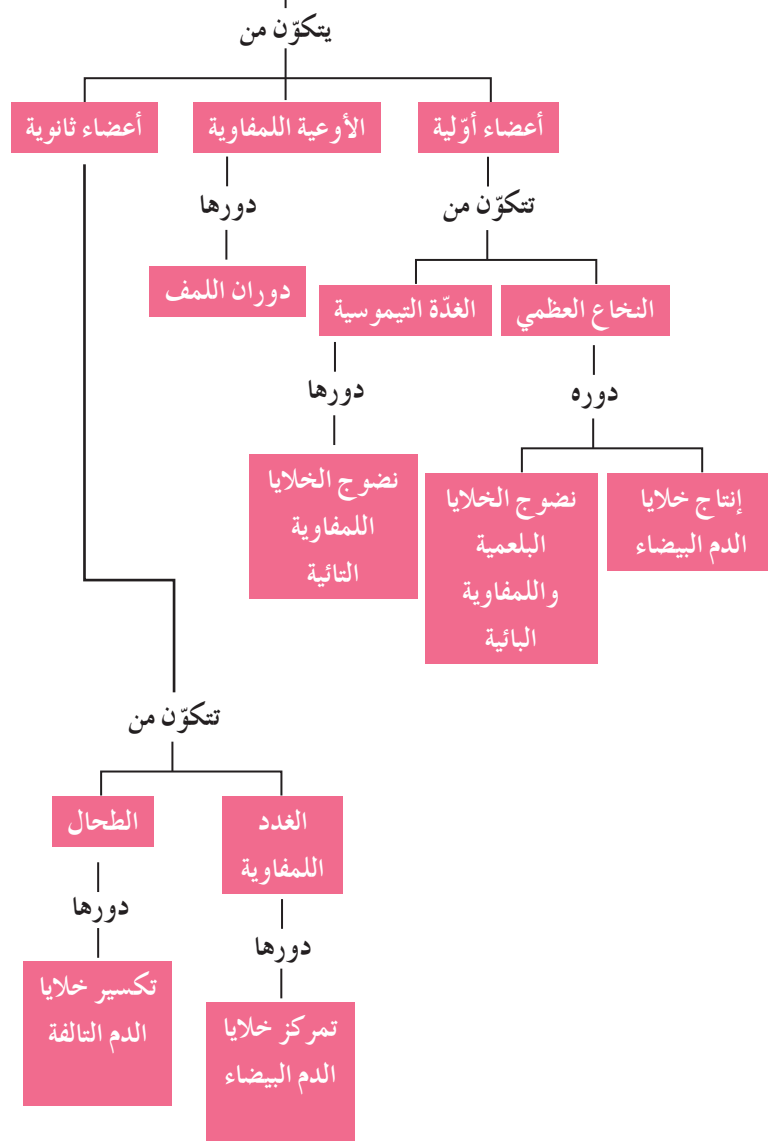 يتكوّن من
أعضاء أوّلية
الأوعية اللمفاوية
أعضاء ثانوية
تتكوّن من
دورها
النخاع العظمي
الغدّة التيموسية
دوران اللمف
دوره
دورها
إنتاج خلايا
الدم البيضاء
نضوج الخلايا
البلعمية
واللمفاوية
البائية
نضوج الخلايا
اللمفاوية
التائية
تتكوّن من
الغدد
اللمفاوية
الطحال
دورها
دورها
تمركز خلايا
الدم البيضاء
تكسير خلايا
الدم التالفة